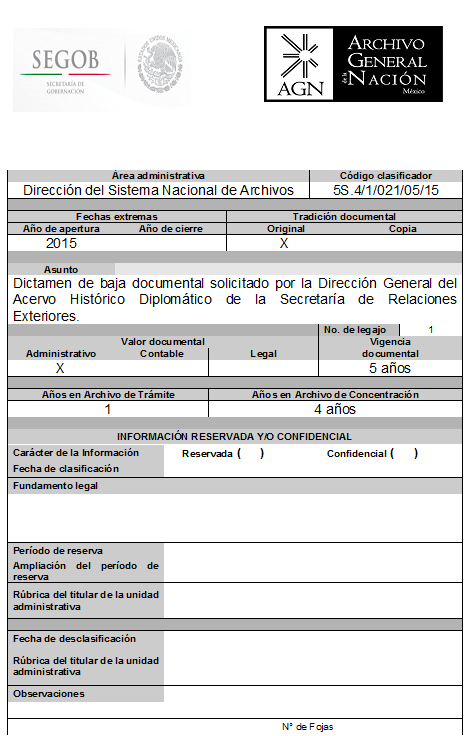 SEGOB
SECRETARÍA DE
GOBERNACIÓN
ESTADOS UNIDOS MEXICANOS
AGN
ARCHIVO
GENERAL
de la NACIÓN
México
Área administrativa Código clasificador
Dirección del Sistema Nacional de Archivos 5S.4/1/021/05/15
Fechas extremas Tradición documental
Año de apertura Año de cierre Original Copia
2015 X
Asunto
Dictamen de baja documental solicitado por la Dirección General del
Acervo Histórico Diplomático de la Secretaría de Relaciones
Exteriores.
No. de legajo 1
Valor documental Vigencia
Administrativo Contable Legal documental
X 5 años
Años en Archivo de Trámite Años en Archivo de Concentración
1 4 años
INFORMACIÓN RESERVADA Y/O CONFIDENCIAL
Carácter de la Información Reservada ( ) Confidencial ( )
Fecha de clasificación
Fundamento legal
Período de reserva
Ampliación del período de
reserva
Rúbrica del titular de la unidad
administrativa
Fecha de desclasificación
Rúbrica del titular de la unidad
administrativa
Observaciones
N° de Fojas